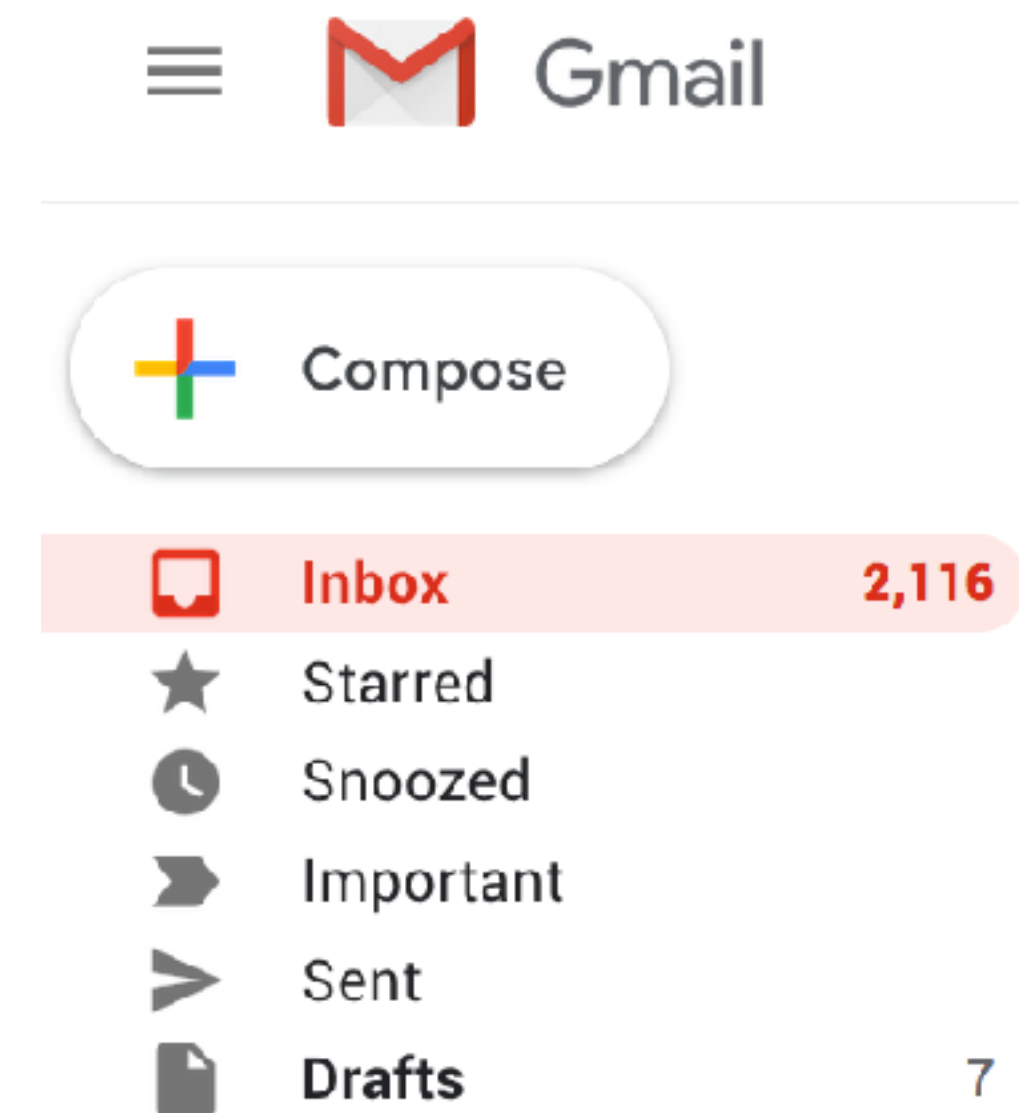 Gmail
Compose
Inbox 2,116
Starred
Snoozed
Important
Sent
Drafts 7